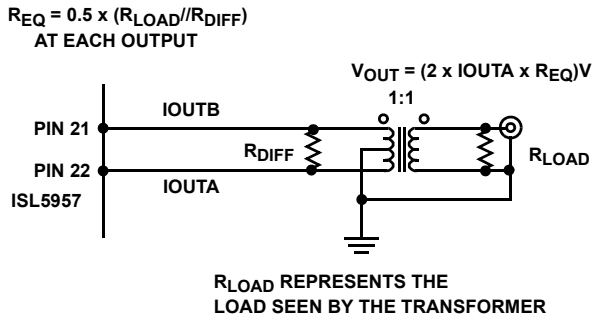 REQ = 0.5 x (RLOAD//RDIFF)
AT EACH OUTPUT
VOUT = (2 x IOUTA x REQ)V
1:1
IOUTB
PIN 21
RDIFF
RLOAD
PIN 22
IOUTA
ISL5957
RLOAD REPRESENTS THE
LOAD SEEN BY THE TRANSFORMER